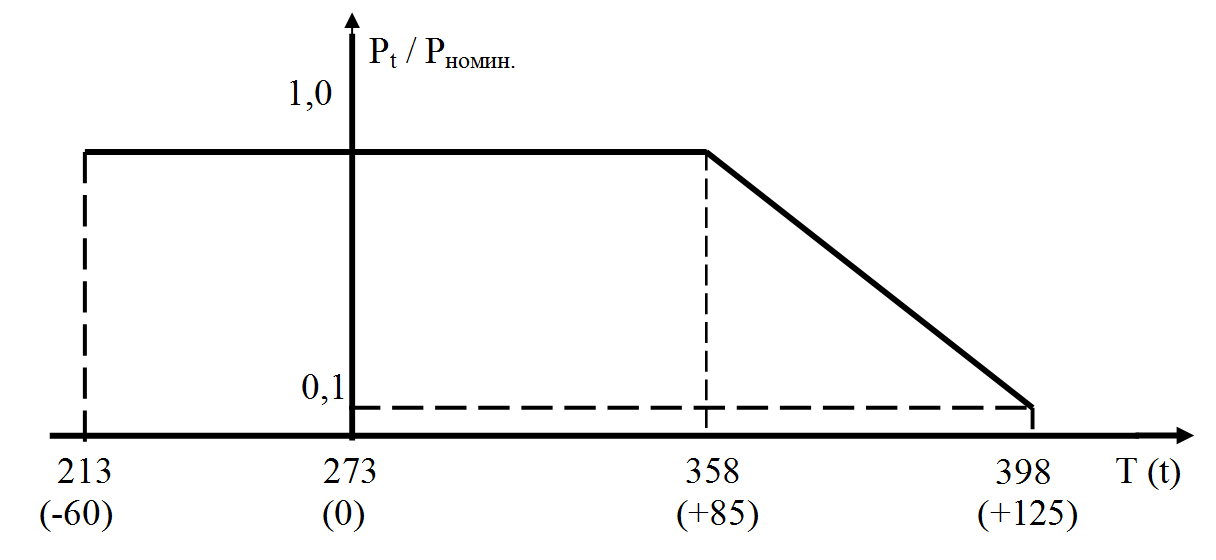 Pt / Pномин.
1,0
0,1
213 273 358 398 T (t)
(-60) (0) (+85) (+125)